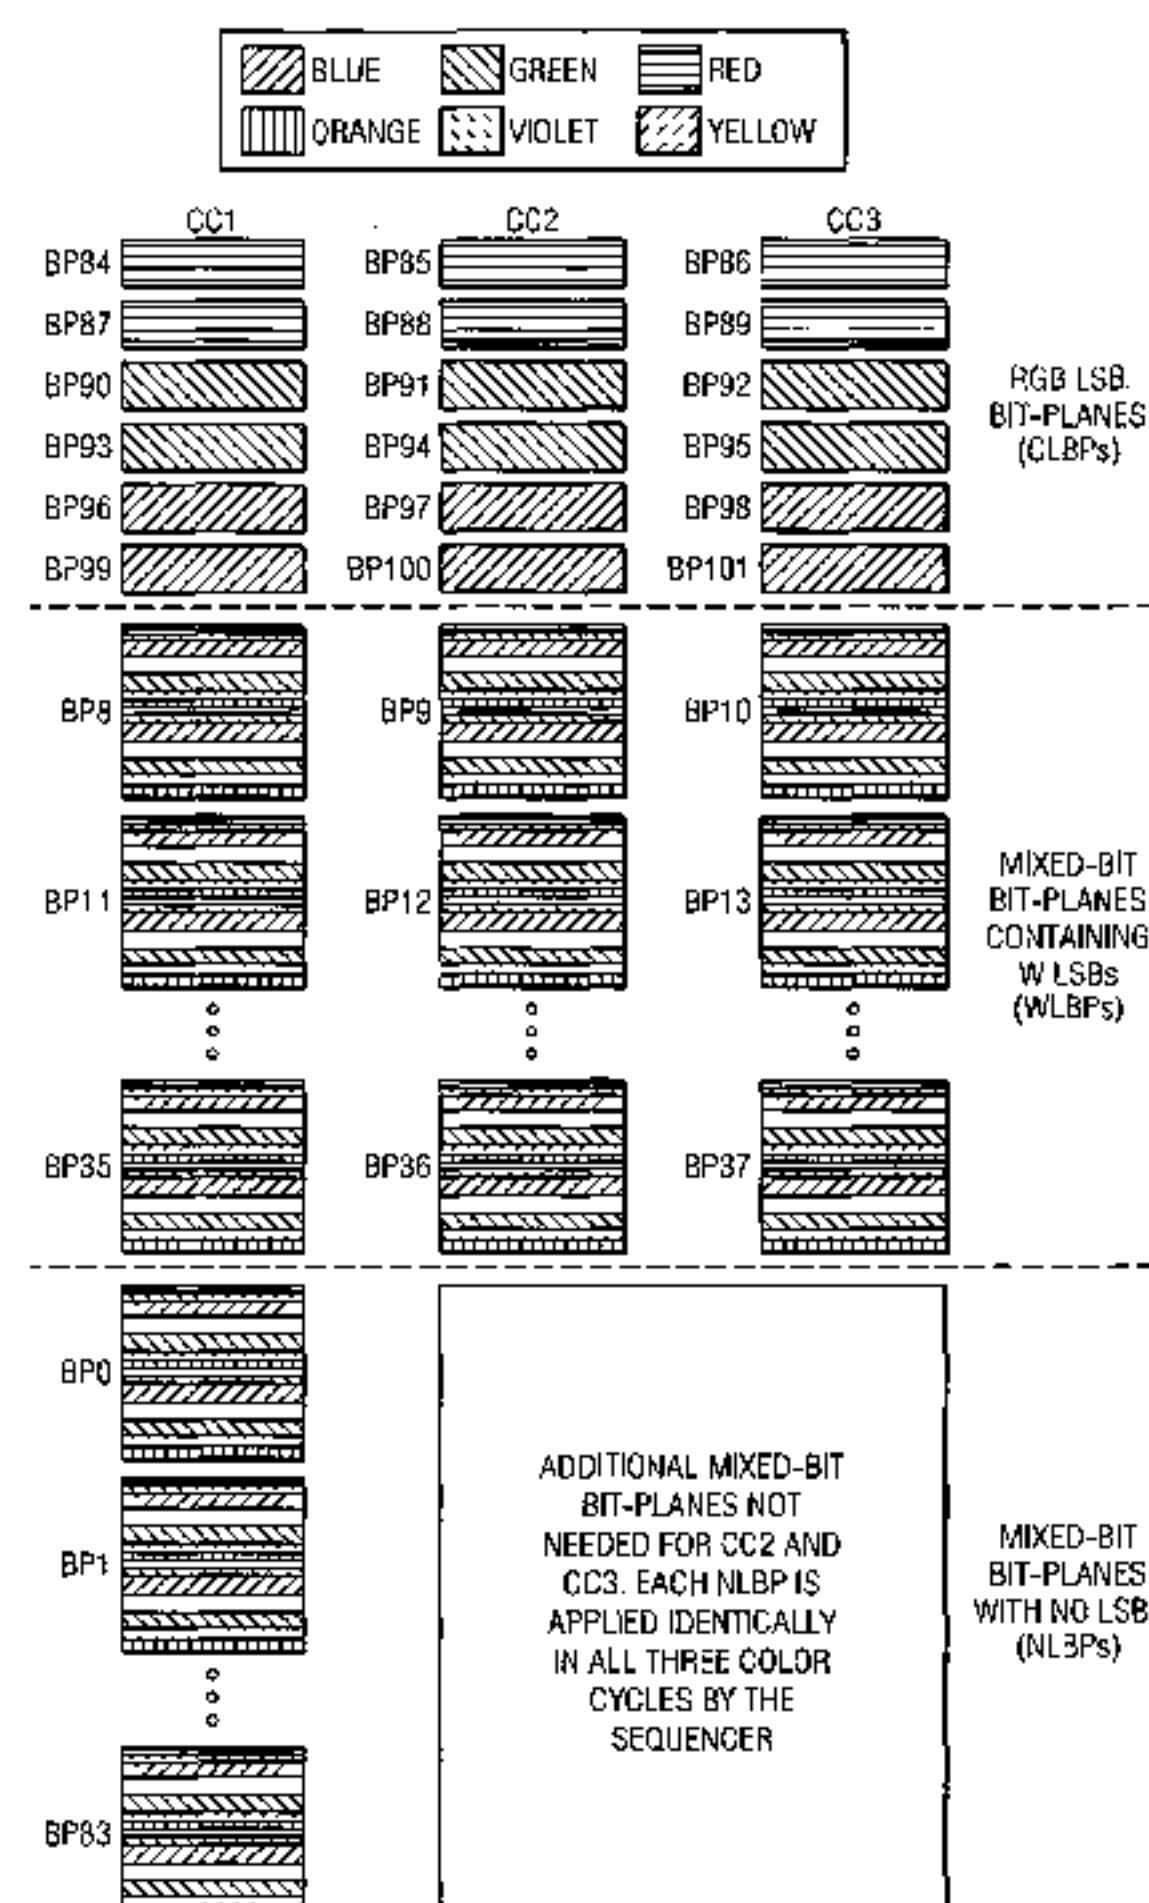 BLUE GREEN RED
ORANGE VIOLET YELLOW
CC1 CC2 CC3
BP84 BP85 BP86
BP87 BP88 BP89
BP90 BP91 BP92
BP93 BP94 BP95
BP96 BP97 BP98
BP99 BP100 BP101
RGB LSB.
BIT-PLANES
(CLBPs)
BP8 BP9 BP10
BP11 BP12 BP13
BP35 BP36 BP37
MIXED-BIT
BIT-PLANES
CONTAINING
W LSBs
(WLBPs)
BP0
BP1
BP83
ADDITIONAL MIXED-BIT
BIT-PLANES NOT
NEEDED FOR CC2 AND
CC3. EACH NLBP IS
APPLIED IDENTICALLY
IN ALL THREE COLOR
CYCLES BY THE
SEQUENCER
MIXED-BIT
BIT-PLANES
WITH NO LSB
(NLBPs)